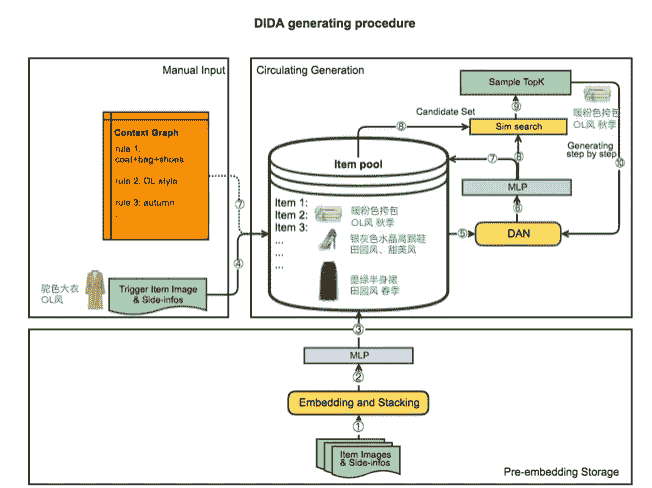 DIDA generating procedure
Manual Input
Context Graph
rule 1:
coat+bag+shoes
rule 2: OL style
rule 3: autumn
.
⑦
④
驼色大衣
OL风
Trigger Item Image
& Side-infos
Circulating Generation
Sample TopK
暖粉色挎包
OL风 秋季
⑨
Candidate Set
⑧
Sim search
⑧
Generating
step by step
⑩
Item pool
⑦
MLP
⑥
Item 1:
Item 2:
Item 3:
...
...
...
暖粉色挎包
OL风 秋季
银灰色水晶高跟鞋
田园风、甜美风
墨绿半身裙
田园风 春季
⑤
DAN
③
MLP
②
Embedding and Stacking
①
Item Images
& Side-infos
Pre-embedding Storage